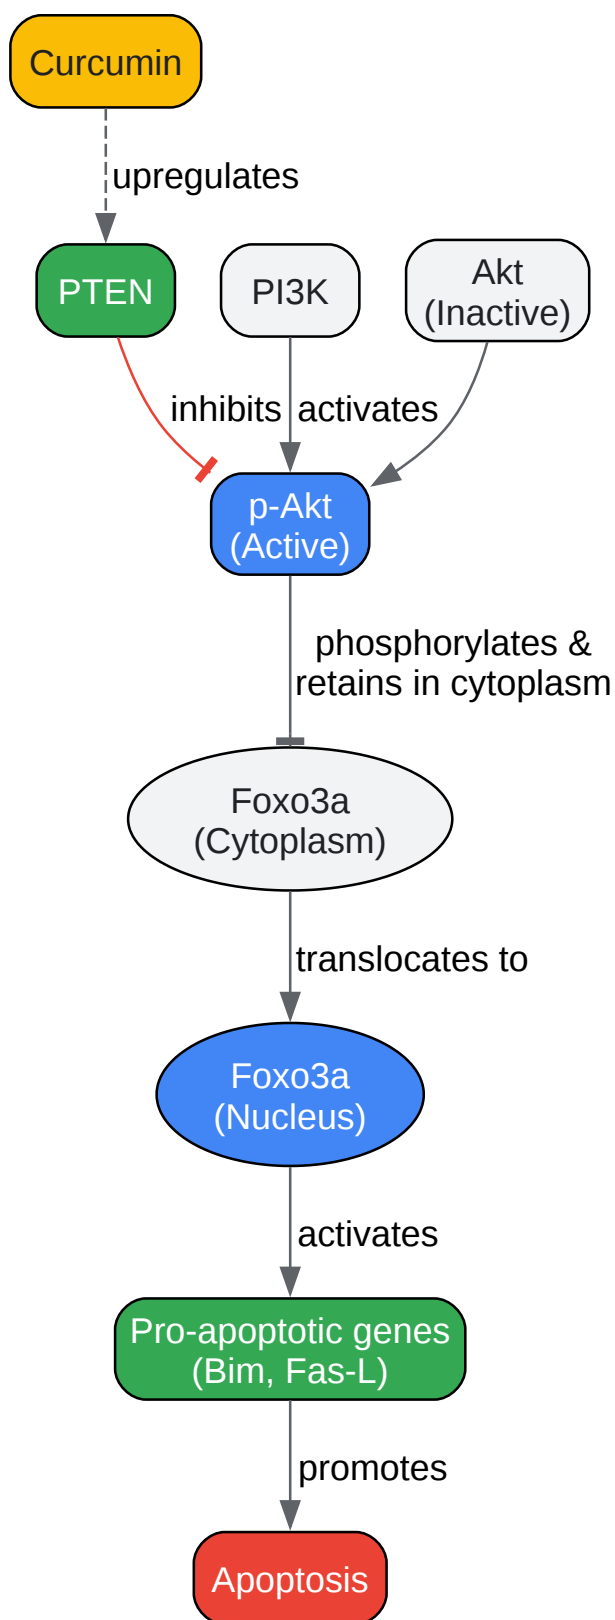 Curcumin
upregulates
PTEN
PI3K
Akt
(Inactive)
inhibits
activates
p-Akt
(Active)
phosphorylates &
retains in cytoplasm
Foxo3a
(Cytoplasm)
translocates to
Foxo3a
(Nucleus)
activates
Pro-apoptotic genes
(Bim, Fas-L)
promotes
Apoptosis